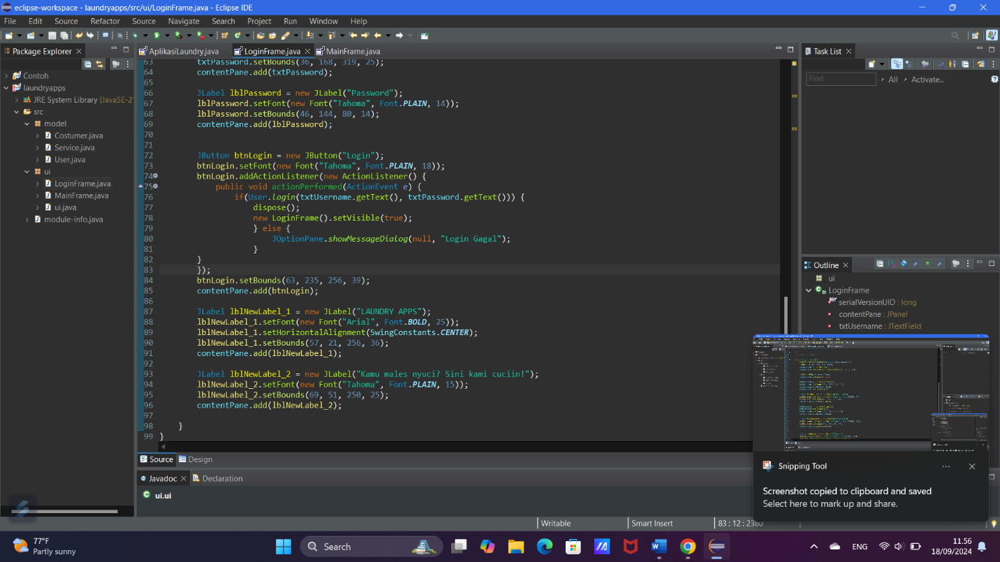 eclipse-workspace - laundryapps/src/ui/LoginFrame.java - Eclipse IDE
File Edit Source Refactor Source Navigate Search Project Run Window Help
Package Explorer
Contoh
laundryapps
JRE System Library [JavaSE-21
src
model
Costumer.java
Service.java
User.java
ui
LoginFrame.java
MainFrame.java
ui.java
module-info.java
AplikasiLaundry.java LoginFrame.java MainFrame.java
63 txtPassword.setBounds(36, 168, 319, 25);
64 contentPane.add(txtPassword);
65
66 JLabel lblPassword = new JLabel("Password");
67 lblPassword.setFont(new Font("Tahoma", Font.PLAIN, 14));
68 lblPassword.setBounds(46, 144, 80, 14);
69 contentPane.add(lblPassword);
70
71
72 JButton btnLogin = new JButton("Login");
73 btnLogin.setFont(new Font("Tahoma", Font.PLAIN, 18));
74 btnLogin.addActionListener(new ActionListener() {
75 public void actionPerformed(ActionEvent e) {
76 if(User.login(txtUsername.getText(), txtPassword.getText())) {
77 dispose();
78 new LoginFrame().setVisible(true);
79 } else {
80 JOptionPane.showMessageDialog(null, "Login Gagal");
81 }
82 }
83 });
84 btnLogin.setBounds(63, 235, 256, 39);
85 contentPane.add(btnLogin);
86
87 JLabel lblNewLabel_1 = new JLabel("LAUNDRY APPS");
88 lblNewLabel_1.setFont(new Font("Arial", Font.BOLD, 25));
89 lblNewLabel_1.setHorizontalAlignment(SwingConstants.CENTER);
90 lblNewLabel_1.setBounds(57, 21, 256, 36);
91 contentPane.add(lblNewLabel_1);
92
93 JLabel lblNewLabel_2 = new JLabel("Kamu males nyuci? Sini kami cuciin!");
94 lblNewLabel_2.setFont(new Font("Tahoma", Font.PLAIN, 15));
95 lblNewLabel_2.setBounds(69, 51, 250, 25);
96 contentPane.add(lblNewLabel_2);
97
98 }
99 }
Source Design
Javadoc Declaration
ui.ui
Task List
Find All Activate...
Outline
ui
LoginFrame
serialVersionUID : long
contentPane : JPanel
txtUsername : JTextField
Snipping Tool
Screenshot copied to clipboard and saved
Select here to mark up and share.
Writable Smart Insert 83 : 12 : 2360
77°F
Partly sunny
Search
ENG
11.56
18/09/2024